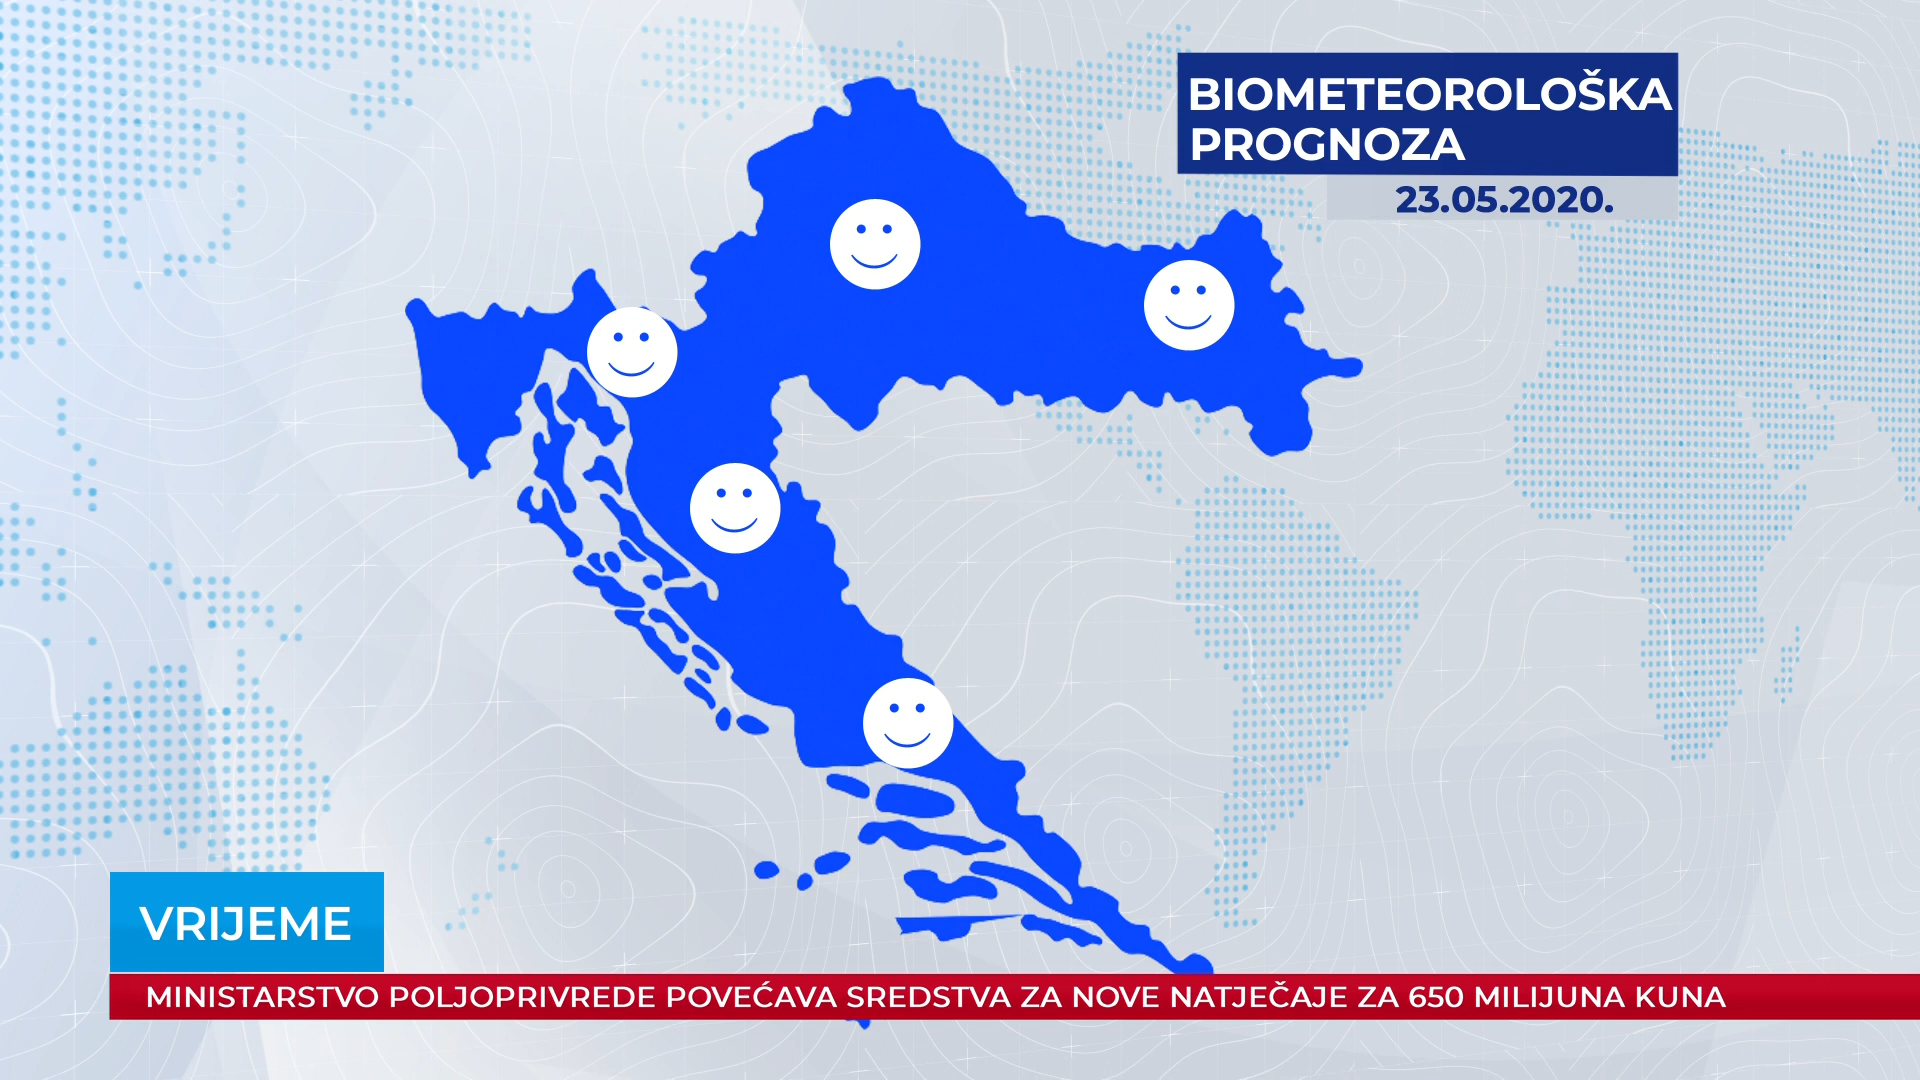 BIOMETEOROLOŠKA
PROGNOZA
23.05.2020.
VRIJEME
MINISTARSTVO POLJOPRIVREDE POVEĆAVA SREDSTVA ZA NOVE NATJEČAJE ZA 650 MILIJUNA KUNA